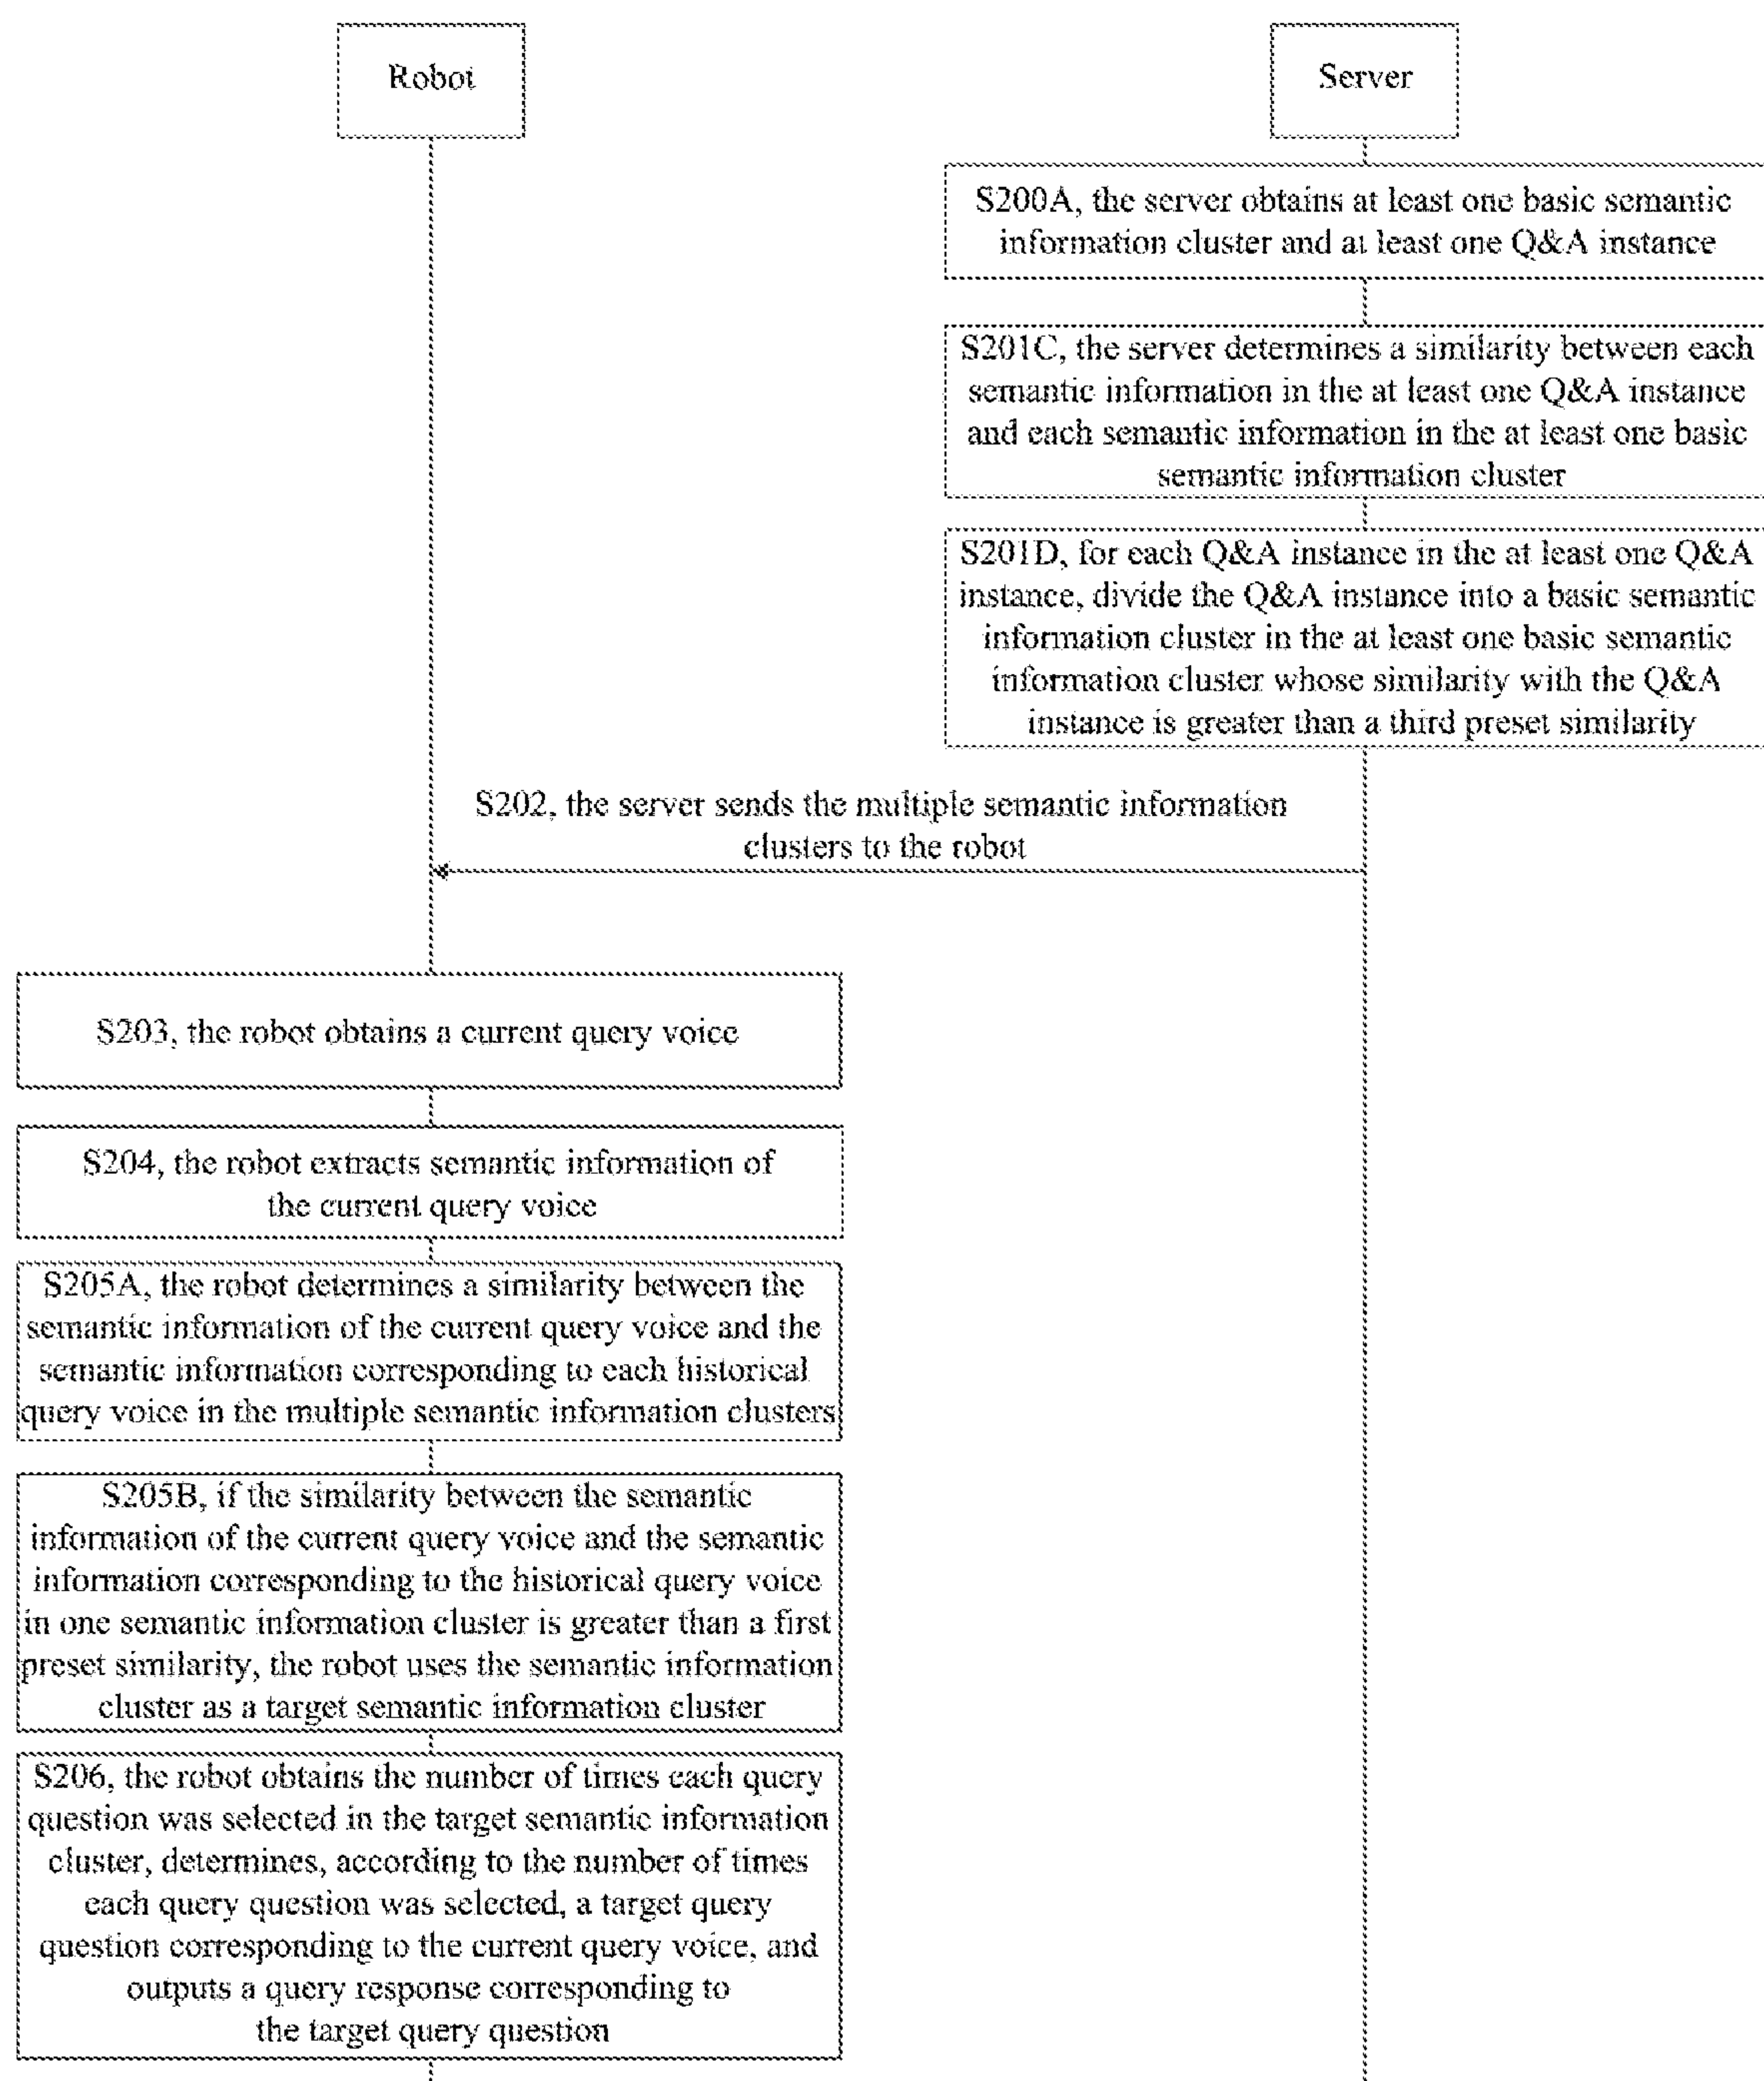 Robot
Server
S200A, the server obtains at least one basic semantic
information cluster and at least one Q&A instance
S201C, the server determines a similarity between each
semantic information in the at least one Q&A instance
and each semantic information in the at least one basic
semantic information cluster
S201D, for each Q&A instance in the at least one Q&A
instance, divide the Q&A instance into a basic semantic
information cluster in the at least one basic semantic
information cluster whose similarity with the Q&A
instance is greater than a third preset similarity
S202, the server sends the multiple semantic information
clusters to the robot
S203, the robot obtains a current query voice
S204, the robot extracts semantic information of
the current query voice
S205A, the robot determines a similarity between the
semantic information of the current query voice and the
semantic information corresponding to each historical
query voice in the multiple semantic information clusters
S205B, if the similarity between the semantic
information of the current query voice and the semantic
information corresponding to the historical query voice
in one semantic information cluster is greater than a first
preset similarity, the robot uses the semantic information
cluster as a target semantic information cluster
S206, the robot obtains the number of times each query
question was selected in the target semantic information
cluster, determines, according to the number of times
each query question was selected, a target query
question corresponding to the current query voice, and
outputs a query response corresponding to
the target query question